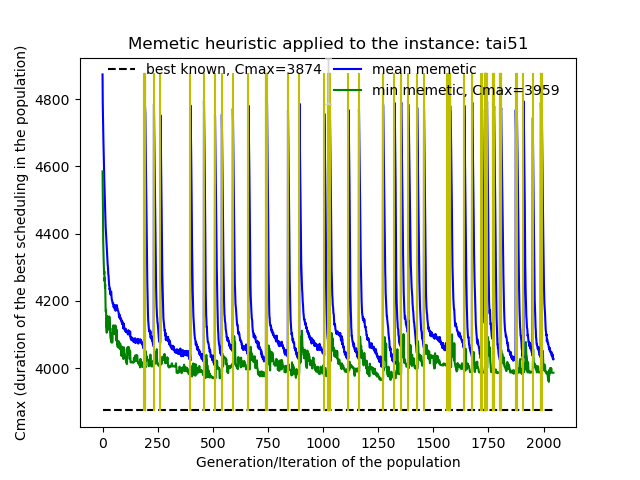 Memetic heuristic applied to the instance: tai51
best known, Cmax=3874
mean memetic
min memetic, Cmax=3959
Cmax (duration of the best scheduling in the population)
4800
4600
4400
4200
4000
0 250 500 750 1000 1250 1500 1750 2000
Generation/Iteration of the population